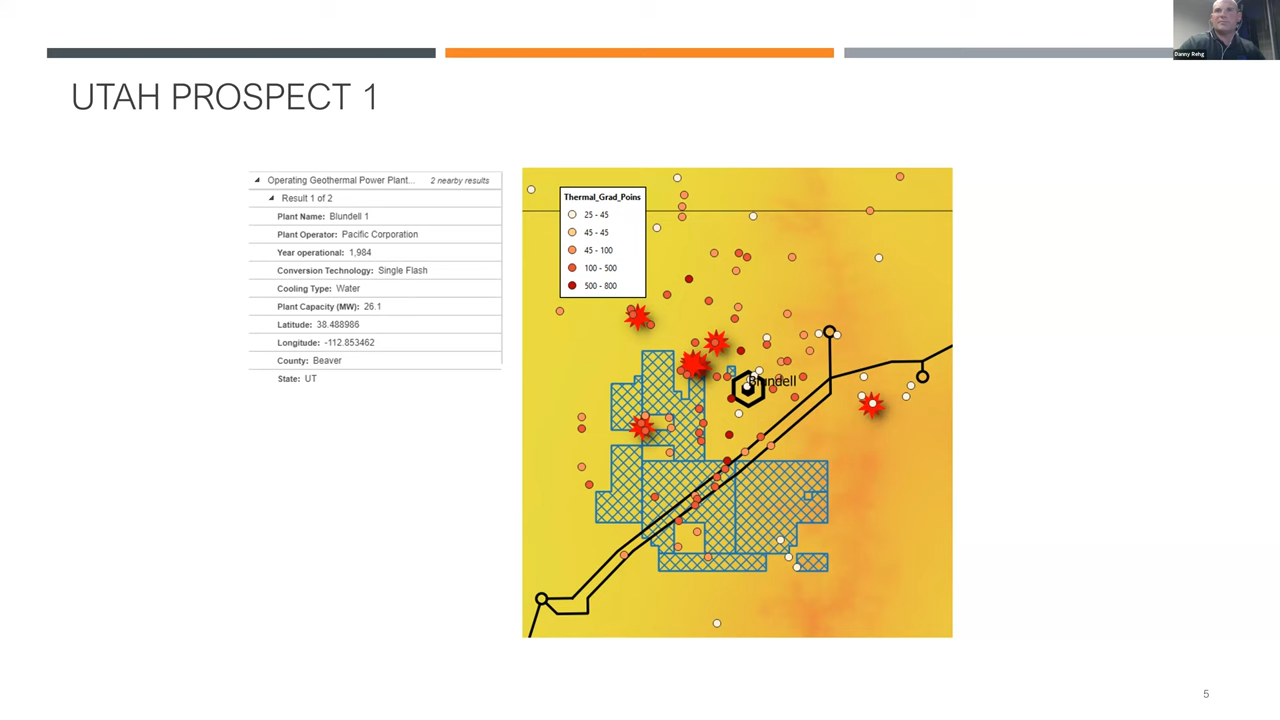 Danny Rehg
UTAH PROSPECT 1
Operating Geothermal Power Plant... 2 nearby results
Result 1 of 2
Plant Name: Blundell 1
Plant Operator: Pacific Corporation
Year operational: 1,984
Conversion Technology: Single Flash
Cooling Type: Water
Plant Capacity (MW): 26.1
Latitude: 38.488986
Longitude: -112.853462
County: Beaver
State: UT
Thermal_Grad_Poins
25 - 45
45 - 45
45 - 100
100 - 500
500 - 800
Blundell
5